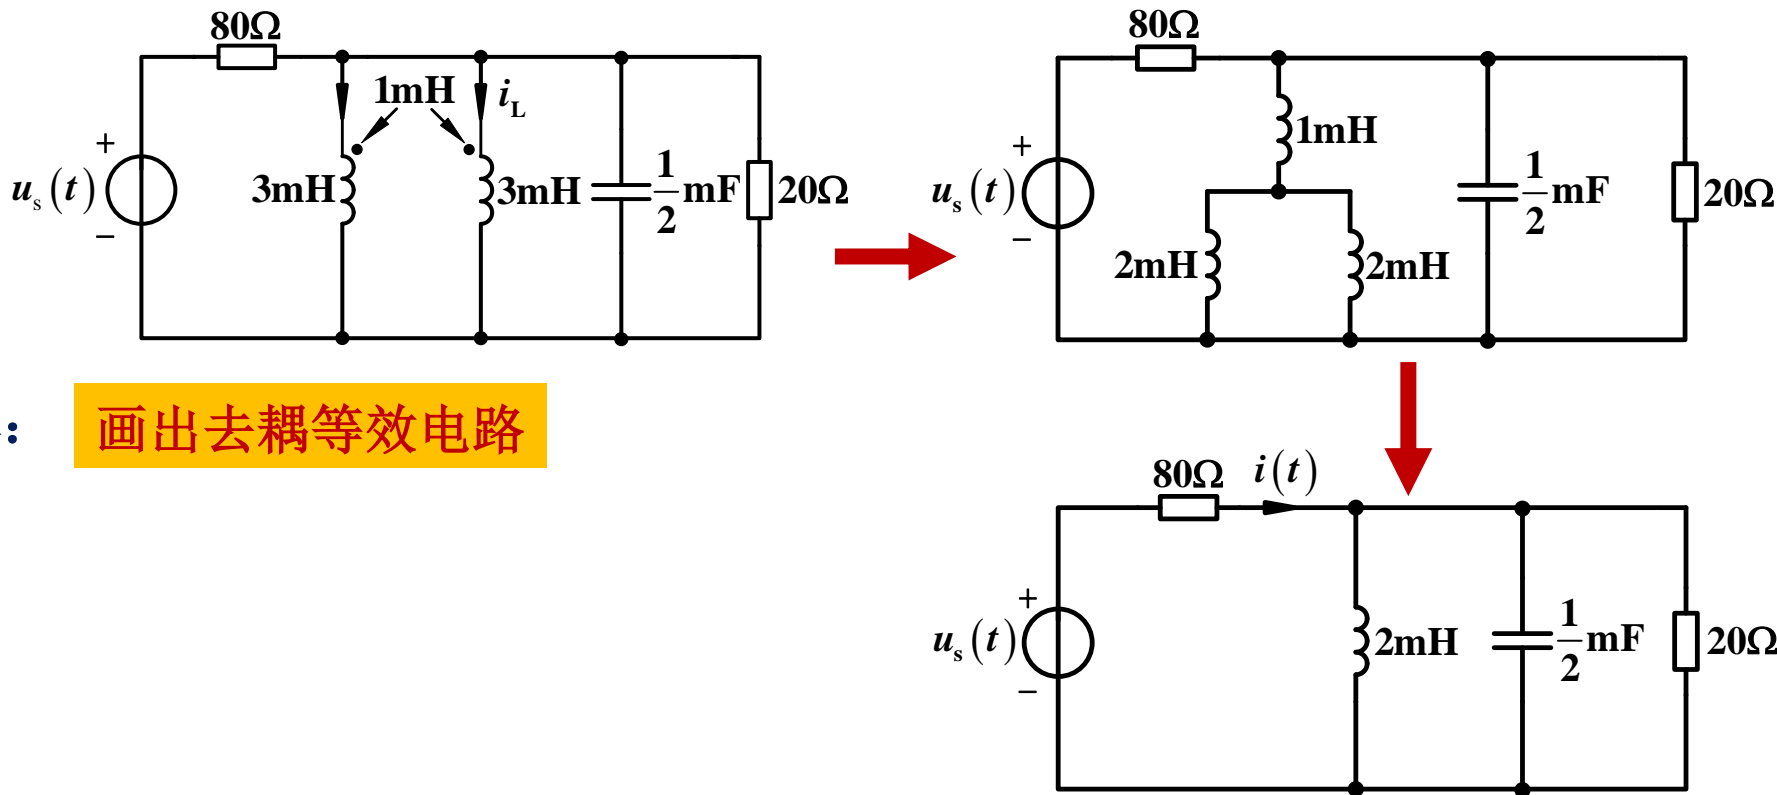 80Ω
1mH
i_L
+
u_s(t)
−
3mH
3mH
1/2 mF
20Ω
80Ω
1mH
+
u_s(t)
−
2mH
2mH
1/2 mF
20Ω
:
画出去耦等效电路
80Ω
i(t)
+
u_s(t)
−
2mH
1/2 mF
20Ω